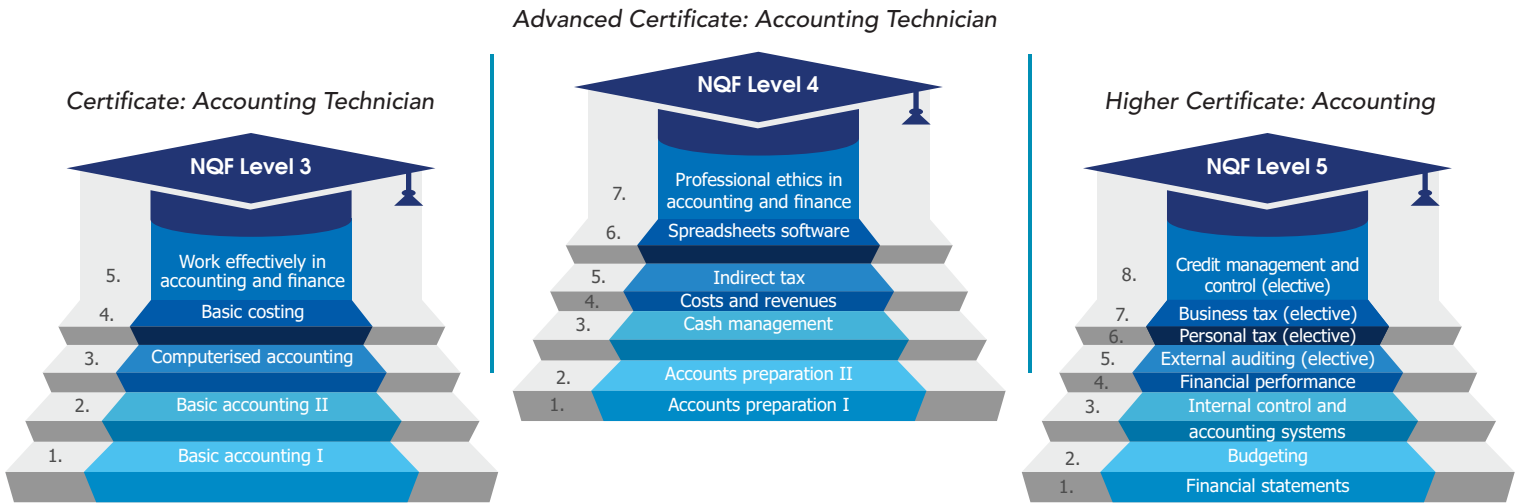 Advanced Certificate: Accounting Technician
NQF Level 4
7. Professional ethics in
accounting and finance
6. Spreadsheets software
5. Indirect tax
4. Costs and revenues
3. Cash management
2. Accounts preparation II
1. Accounts preparation I
Certificate: Accounting Technician
NQF Level 3
5. Work effectively in
accounting and finance
4. Basic costing
3. Computerised accounting
2. Basic accounting II
1. Basic accounting I
Higher Certificate: Accounting
NQF Level 5
8. Credit management and
control (elective)
7. Business tax (elective)
6. Personal tax (elective)
5. External auditing (elective)
4. Financial performance
3. Internal control and
accounting systems
2. Budgeting
1. Financial statements